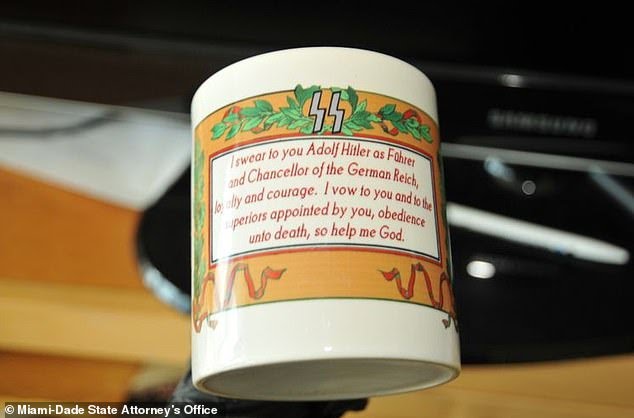 SAMSUNG
I swear to you Adolf Hitler as Führer
and Chancellor of the German Reich,
loyalty and courage. I vow to you and to the
superiors appointed by you, obedience
unto death, so help me God.
© Miami-Dade State Attorney's Office